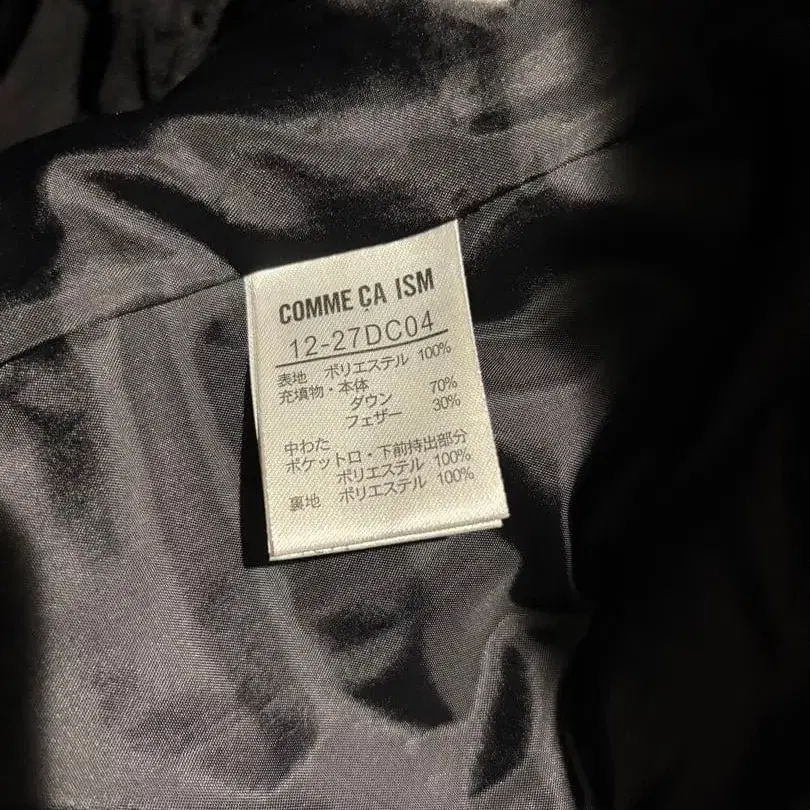 COMME ÇA ISM
12-27DC04
表地 ポリエステル 100%
充填物・本体
ダウン 70%
フェザー 30%
中わた
ポケット口・下前持出部分
ポリエステル 100%
裏地 ポリエステル 100%